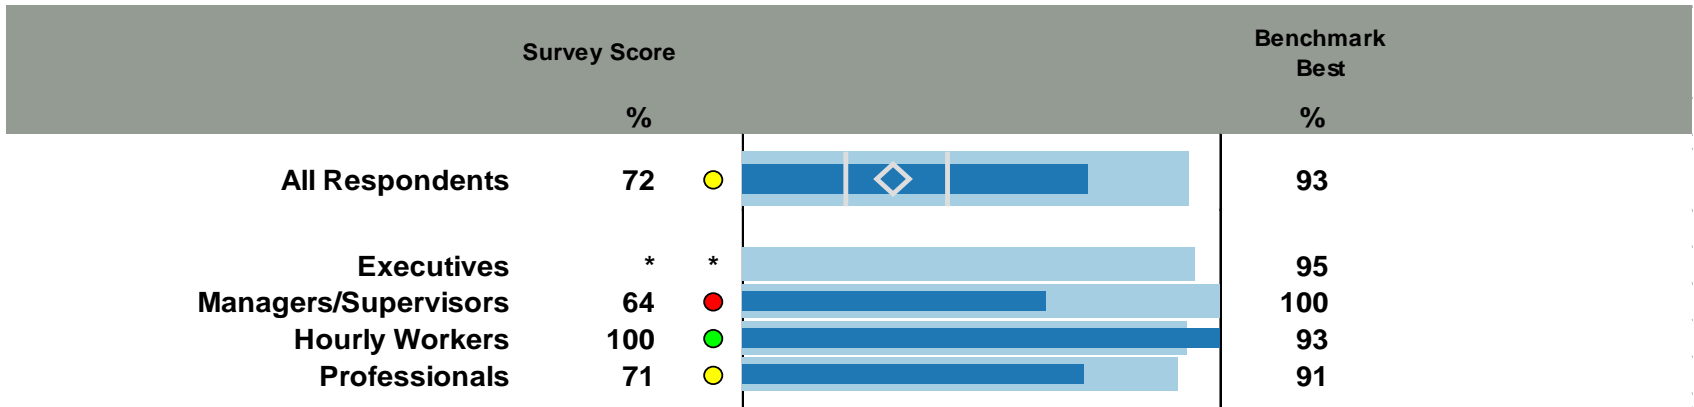 Survey Score
Benchmark
Best
% %
All Respondents 72 93
Executives * * 95
Managers/Supervisors 64 100
Hourly Workers 100 93
Professionals 71 91